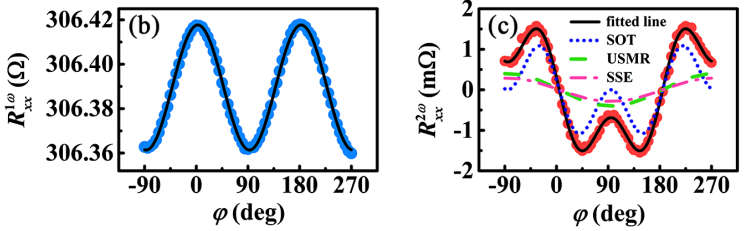 (b)
R_xx^1ω (Ω)
306.42
306.40
306.38
306.36
-90 0 90 180 270
φ (deg)
(c)
R_xx^2ω (mΩ)
2
1
0
-1
-2
fitted line
SOT
USMR
SSE
-90 0 90 180 270
φ (deg)